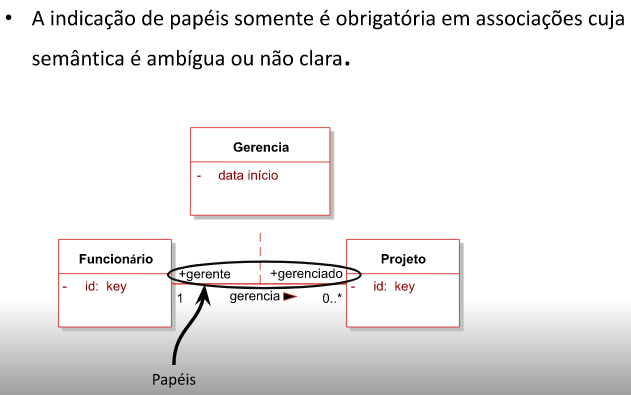 • A indicação de papéis somente é obrigatória em associações cuja
semântica é ambígua ou não clara.
Gerencia
- data início
Funcionário
- id: key
+gerente +gerenciado
1 gerencia 0..*
Projeto
- id: key
Papéis